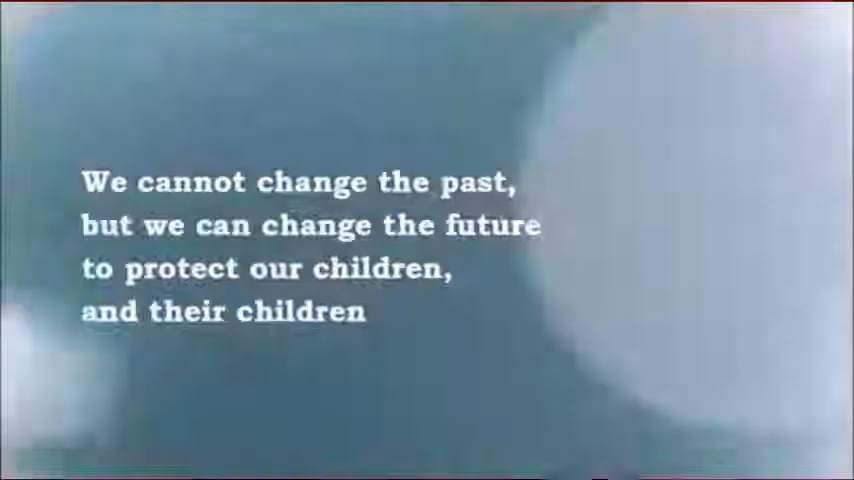 We cannot change the past,
but we can change the future
to protect our children,
and their children